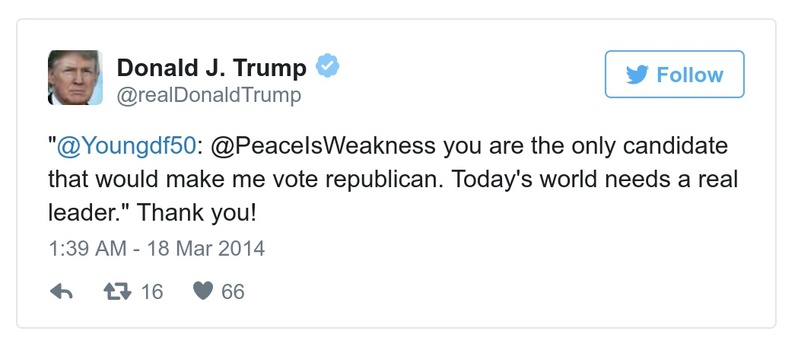 Donald J. Trump
@realDonaldTrump
Follow
"@Youngdf50: @PeaceIsWeakness you are the only candidate
that would make me vote republican. Today's world needs a real
leader." Thank you!
1:39 AM - 18 Mar 2014
16
66